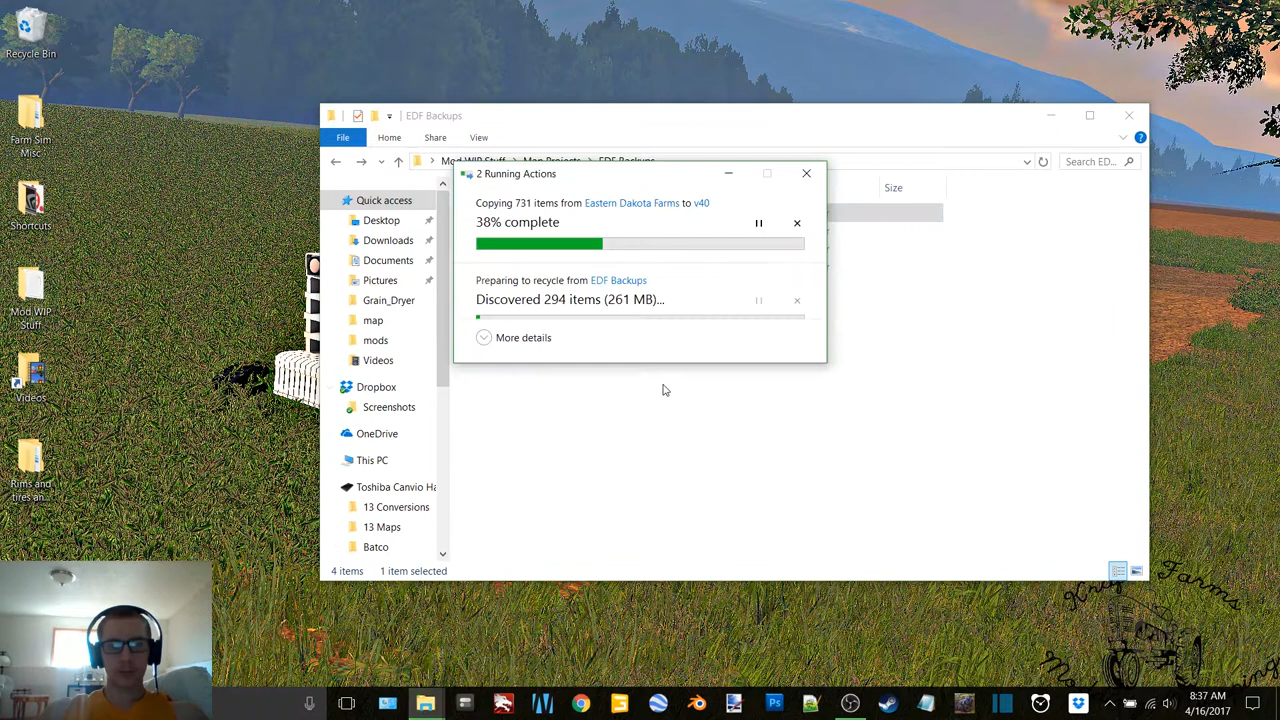 Recycle Bin
Farm Sim
Misc
Shortcuts
Mod WIP
Stuff
Videos
Rims and
tires an...
EDF Backups
File Home Share View
Mod WIP Stuff Map Projects EDF Backups
Search ED...
Size
2 Running Actions
Copying 731 items from Eastern Dakota Farms to v40
38% complete
Preparing to recycle from EDF Backups
Discovered 294 items (261 MB)...
More details
Quick access
Desktop
Downloads
Documents
Pictures
Grain_Dryer
map
mods
Videos
Dropbox
Screenshots
OneDrive
This PC
Toshiba Canvio Ha
13 Conversions
13 Maps
Batco
4 items 1 item selected
Farms
8:37 AM
4/16/2017